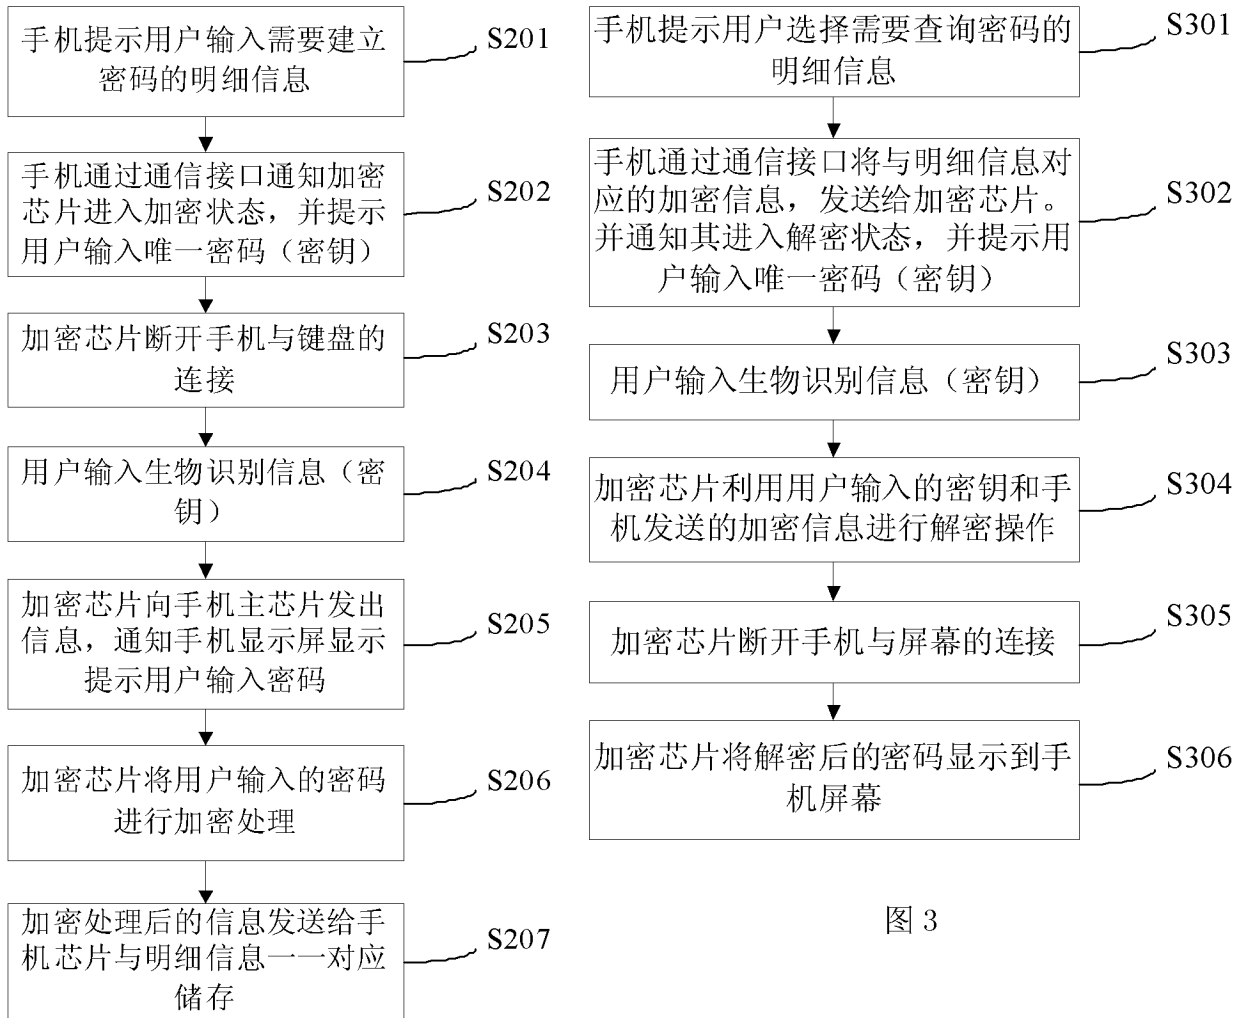 手机提示用户输入需要建立
密码的明细信息
S201
手机通过通信接口通知加密
芯片进入加密状态，并提示
用户输入唯一密码（密钥）
S202
加密芯片断开手机与键盘的
连接
S203
用户输入生物识别信息（密
钥）
S204
加密芯片向手机主芯片发出
信息，通知手机显示屏显示
提示用户输入密码
S205
加密芯片将用户输入的密码
进行加密处理
S206
加密处理后的信息发送给手
机芯片与明细信息一一对应
储存
S207
手机提示用户选择需要查询密码的
明细信息
S301
手机通过通信接口将与明细信息对
应的加密信息，发送给加密芯片。
并通知其进入解密状态，并提示用
户输入唯一密码（密钥）
S302
用户输入生物识别信息（密钥）
S303
加密芯片利用用户输入的密钥和手
机发送的加密信息进行解密操作
S304
加密芯片断开手机与屏幕的连接
S305
加密芯片将解密后的密码显示到手
机屏幕
S306
图3